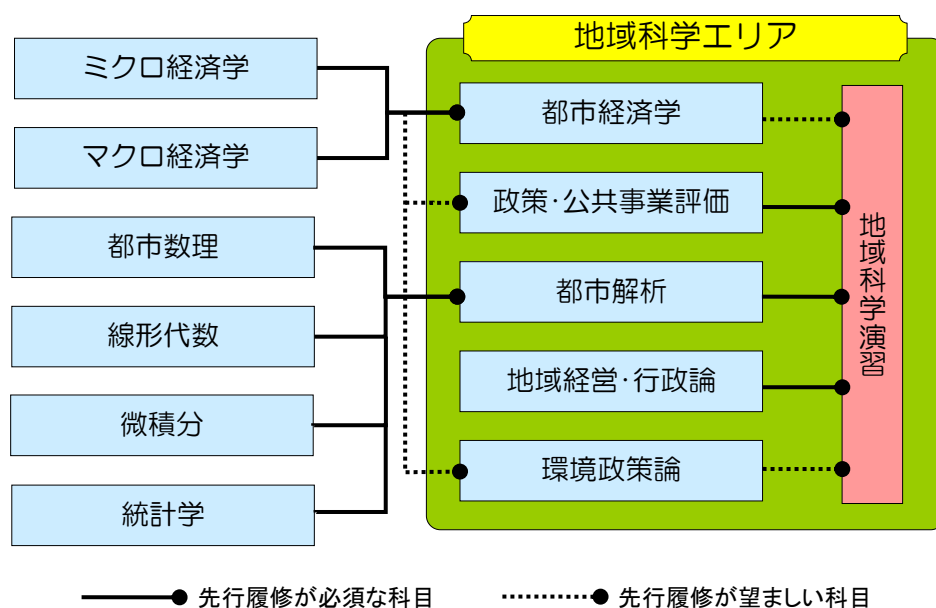 地域科学エリア
ミクロ経済学
マクロ経済学
都市数理
線形代数
微積分
統計学
都市経済学
政策・公共事業評価
都市解析
地域経営・行政論
環境政策論
地域科学演習
先行履修が必須な科目
先行履修が望ましい科目